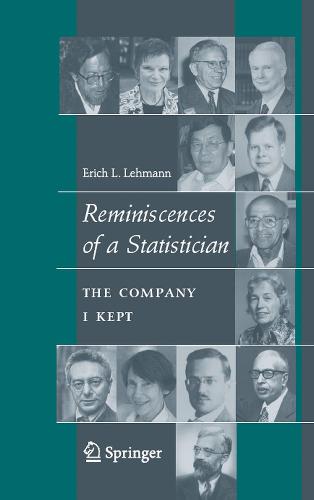 Erich L. Lehmann
Reminiscences
of a Statistician
THE COMPANY
I KEPT
Springer